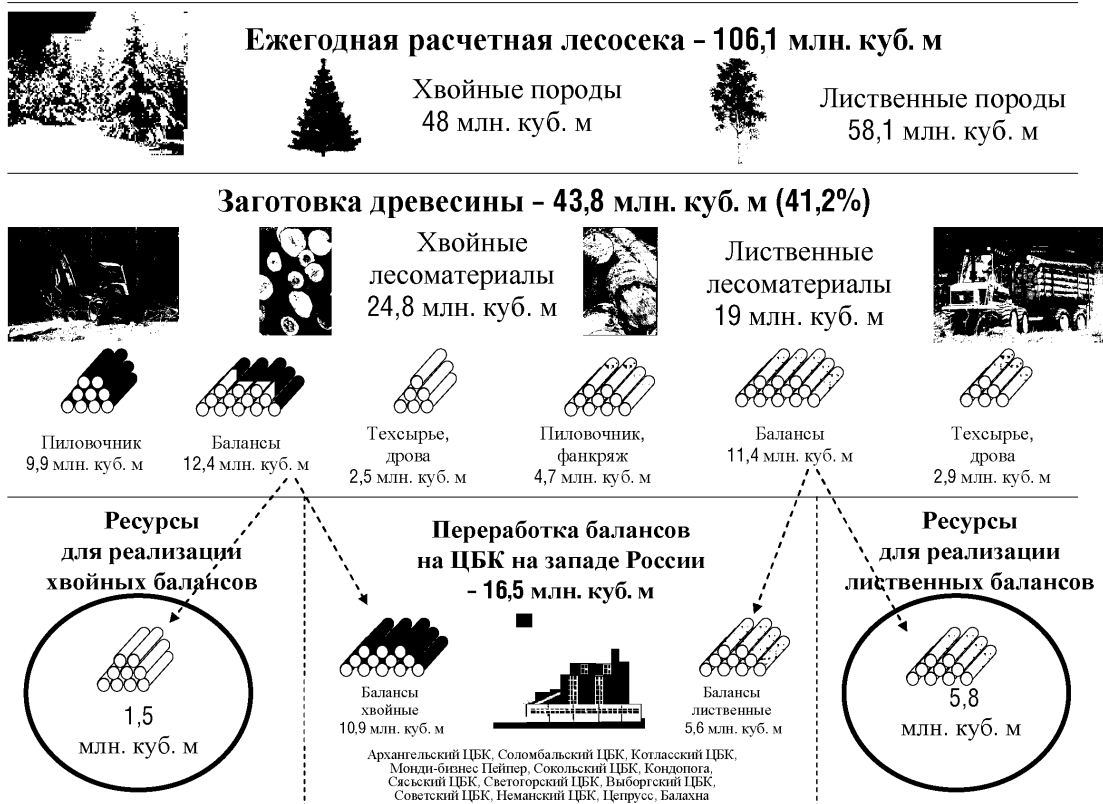 Ежегодная расчетная лесосека – 106,1 млн. куб. м
Хвойные породы
48 млн. куб. м
Лиственные породы
58,1 млн. куб. м
Заготовка древесины – 43,8 млн. куб. м (41,2%)
Хвойные
лесоматериалы
24,8 млн. куб. м
Лиственные
лесоматериалы
19 млн. куб. м
Пиловочник
9,9 млн. куб. м
Балансы
12,4 млн. куб. м
Техсырье,
дрова
2,5 млн. куб. м
Пиловочник,
фанкряж
4,7 млн. куб. м
Балансы
11,4 млн. куб. м
Техсырье,
дрова
2,9 млн. куб. м
Ресурсы
для реализации
хвойных балансов
1,5
млн. куб. м
Переработка балансов
на ЦБК на западе России
– 16,5 млн. куб. м
Балансы
хвойные
10,9 млн. куб. м
Балансы
лиственные
5,6 млн. куб. м
Архангельский ЦБК, Соломбальский ЦБК, Котласский ЦБК,
Монди-бизнес Пейпер, Сокольский ЦБК, Кондопога,
Сясьский ЦБК, Светогорский ЦБК, Выборгский ЦБК,
Советский ЦБК, Неманский ЦБК, Цепрусс, Балахна
Ресурсы
для реализации
лиственных балансов
5,8
млн. куб. м